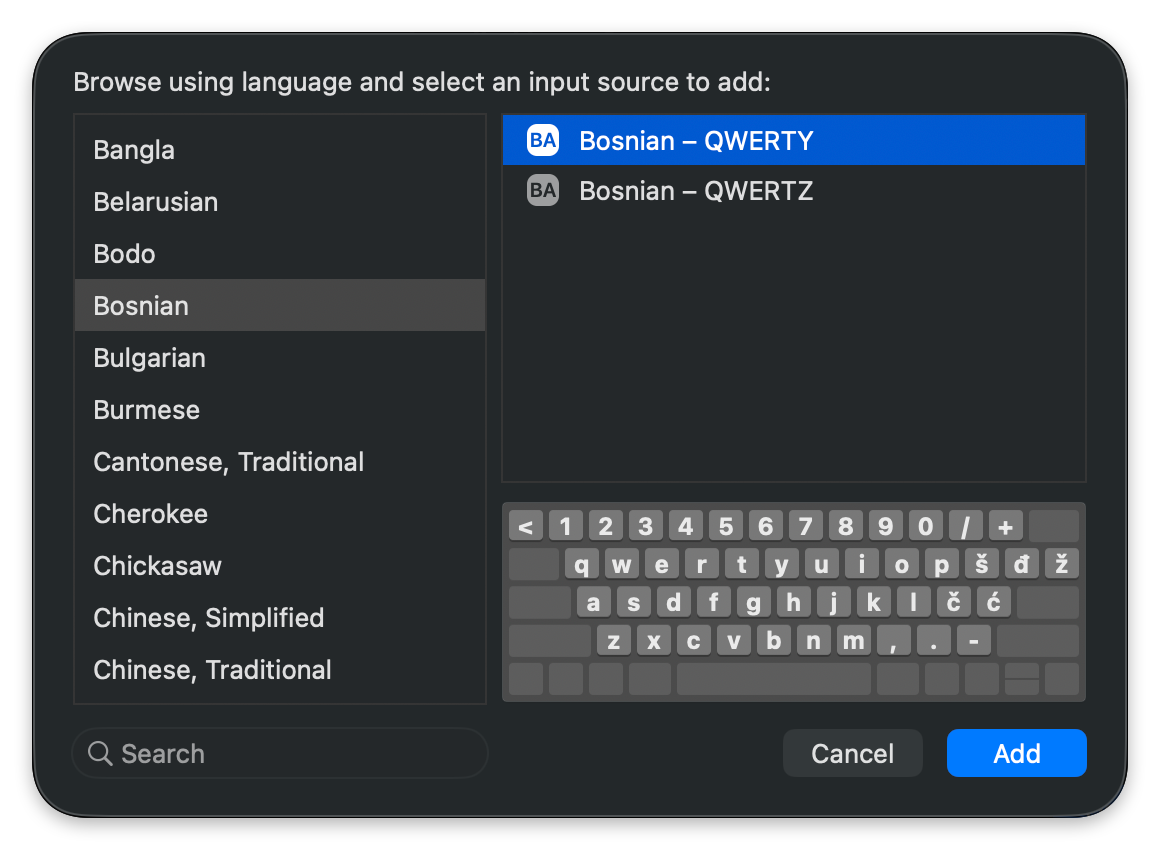 Browse using language and select an input source to add:
Bangla
Belarusian
Bodo
Bosnian
Bulgarian
Burmese
Cantonese, Traditional
Cherokee
Chickasaw
Chinese, Simplified
Chinese, Traditional
Search
BA Bosnian – QWERTY
BA Bosnian – QWERTZ
< 1 2 3 4 5 6 7 8 9 0 / +
q w e r t y u i o p š đ ž
a s d f g h j k l č ć
z x c v b n m , . -
Cancel Add